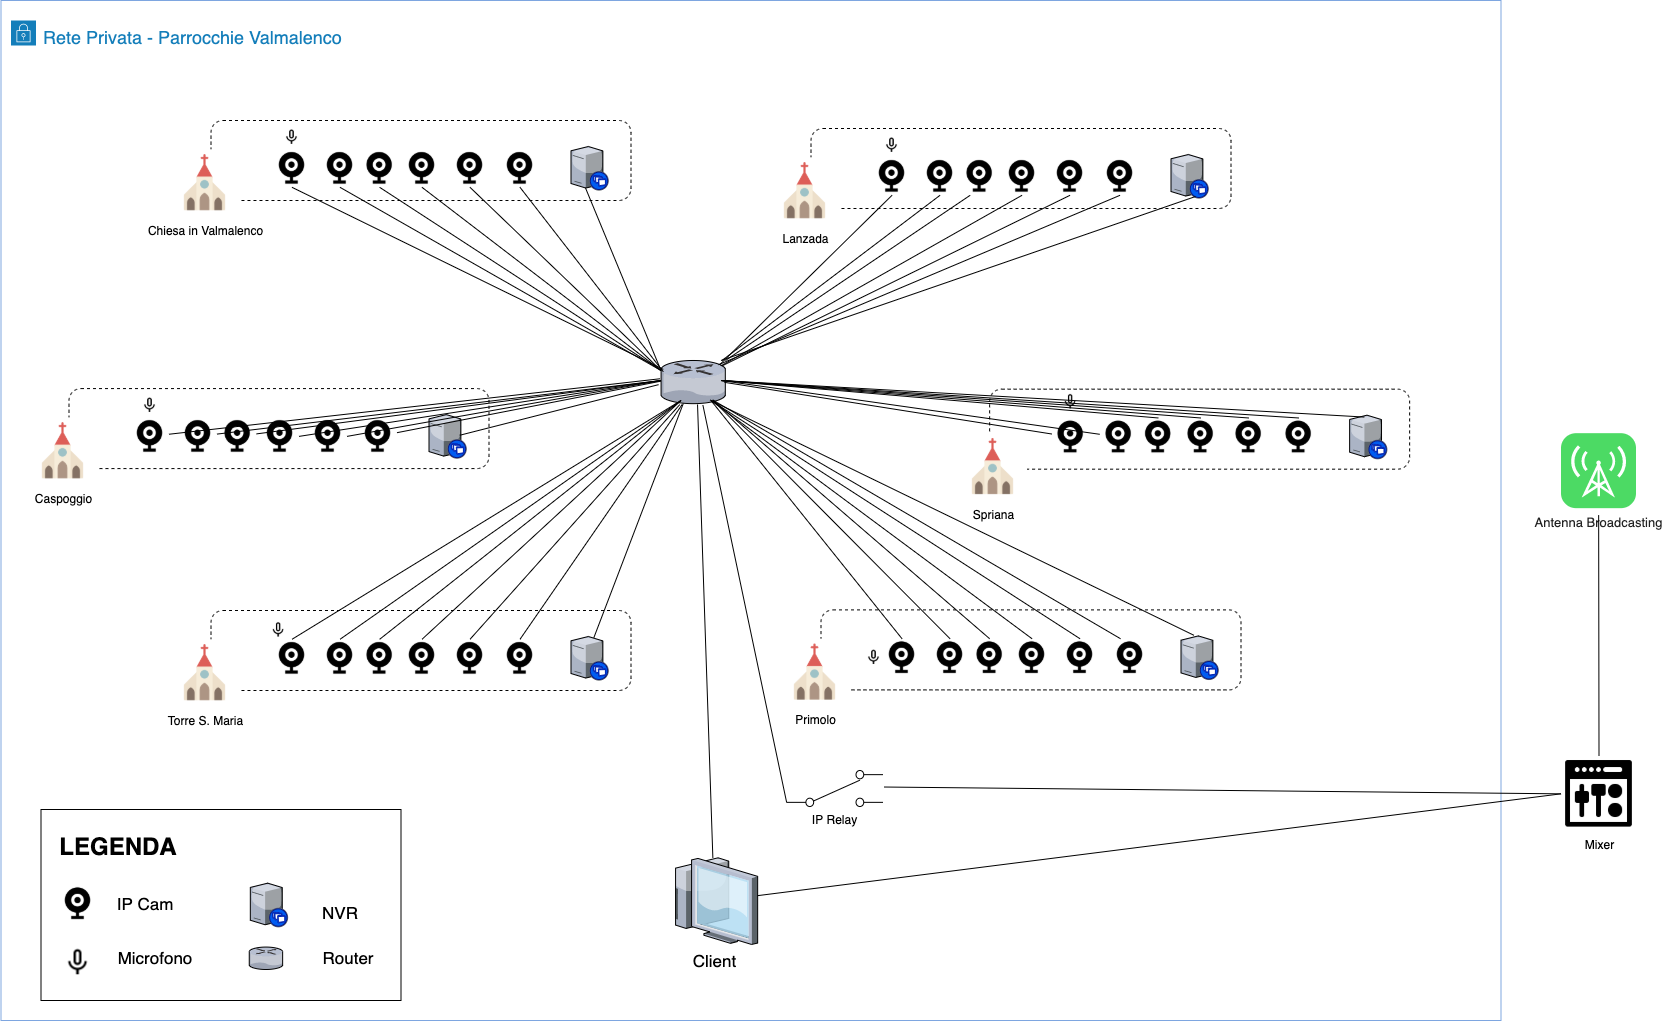 Rete Privata - Parrocchie Valmalenco
Chiesa in Valmalenco
Lanzada
Caspoggio
Spriana
Antenna Broadcasting
Torre S. Maria
Primolo
IP Relay
Mixer
Client
LEGENDA
IP Cam
NVR
Microfono
Router